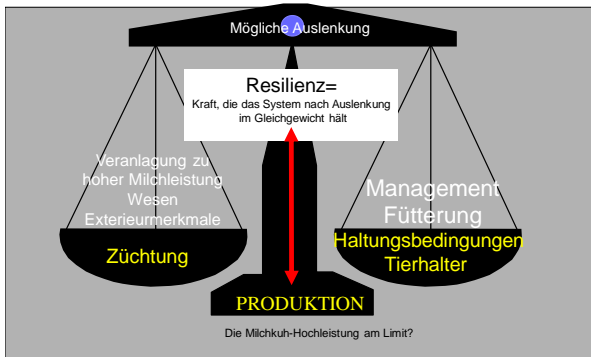 Mögliche Auslenkung
Resilienz=
Kraft, die das System nach Auslenkung
im Gleichgewicht hält
Veranlagung zu
hoher Milchleistung
Wesen
Exterieurmerkmale
Züchtung
Management
Fütterung
Haltungsbedingungen
Tierhalter
PRODUKTION
Die Milchkuh-Hochleistung am Limit?